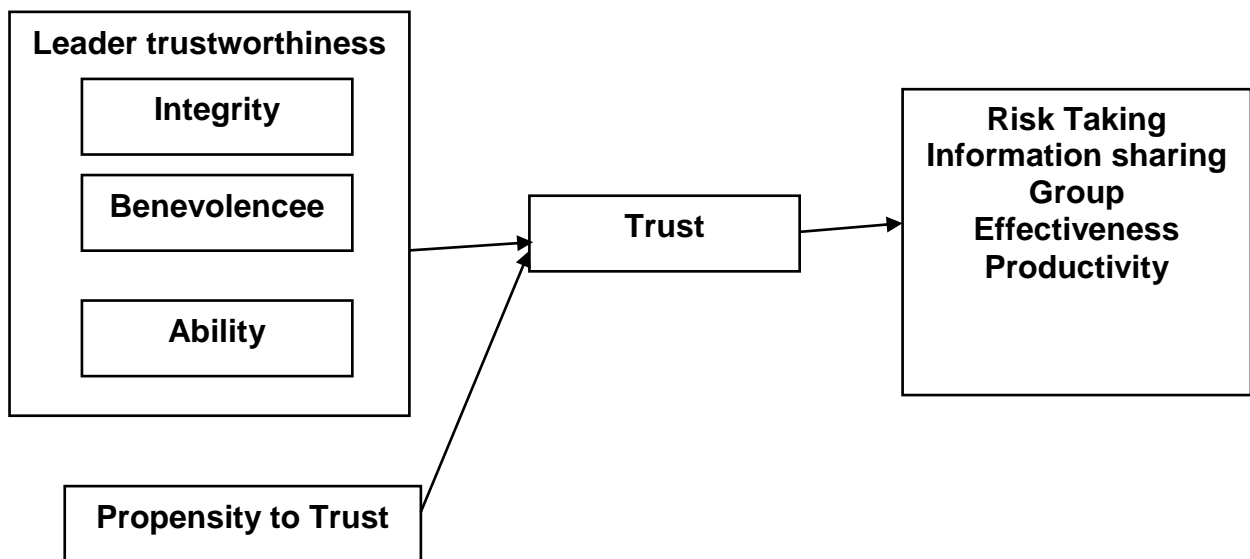 Leader trustworthiness
Integrity
Benevolencee
Ability
Propensity to Trust
Trust
Risk Taking
Information sharing
Group
Effectiveness
Productivity